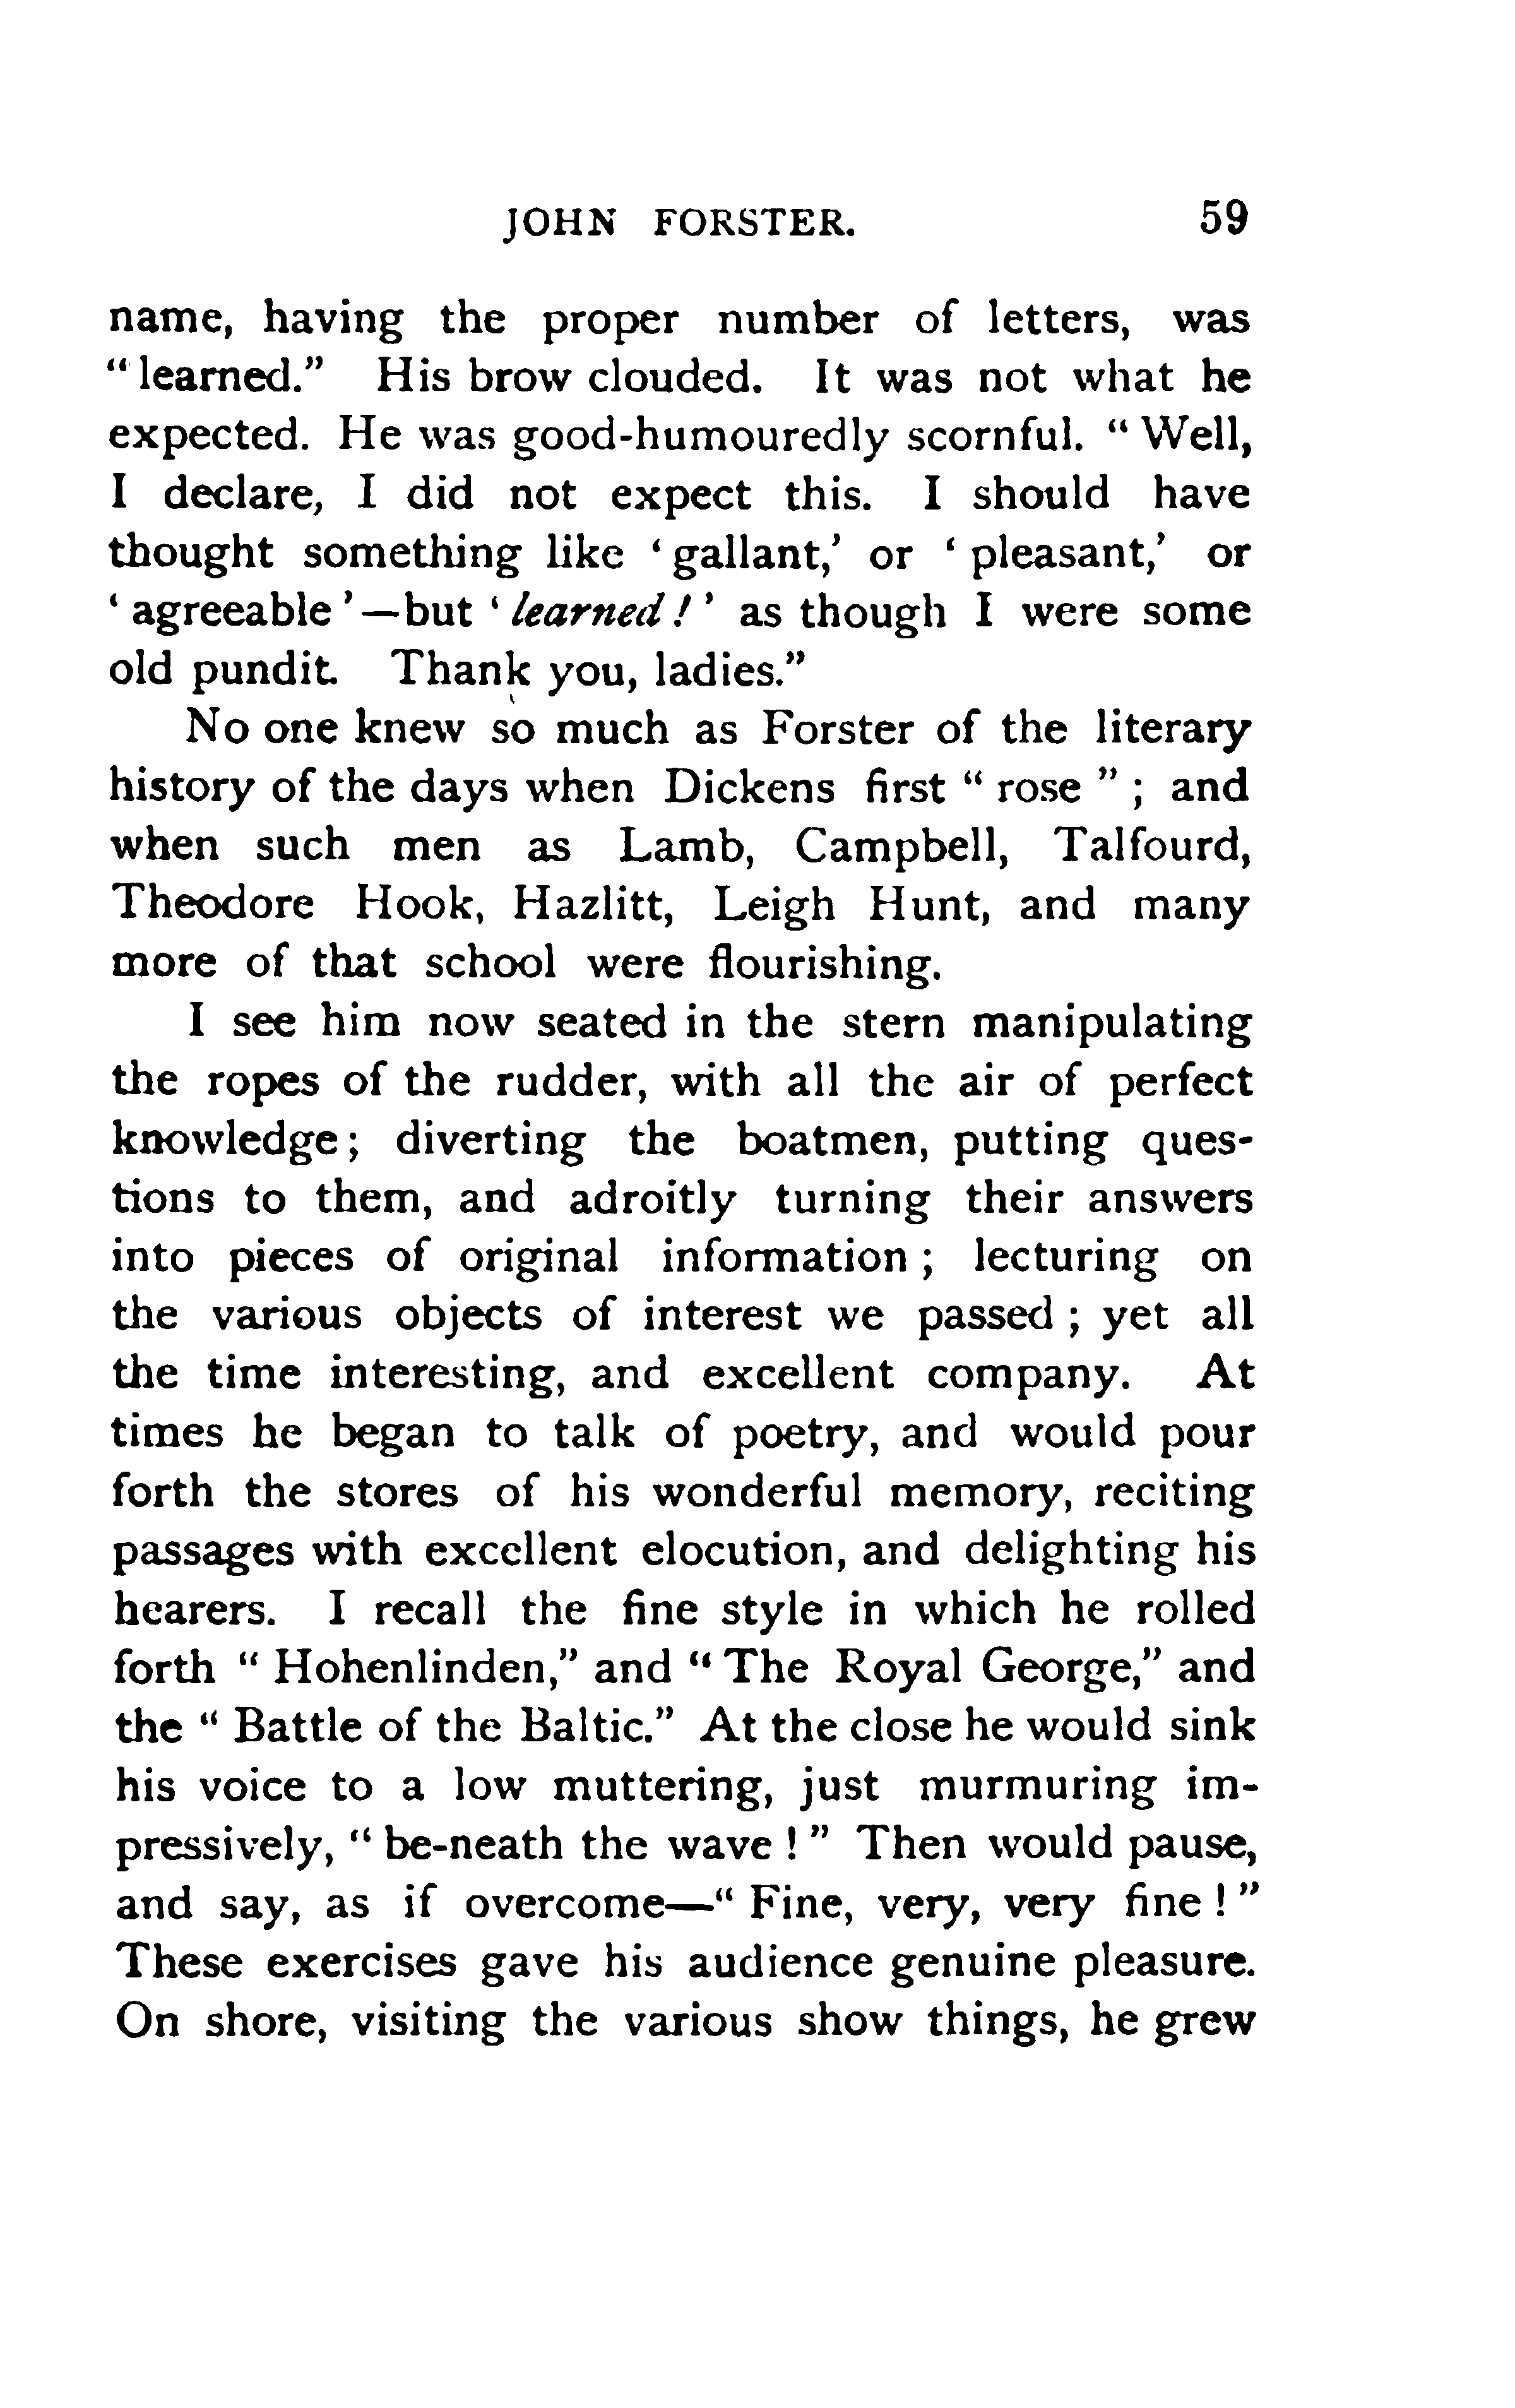 JOHN FORSTER. 59
name, having the proper number of letters, was
"learned." His brow clouded. It was not what he
expected. He was good-humouredly scornful. "Well,
I declare, I did not expect this. I should have
thought something like 'gallant,' or 'pleasant,' or
'agreeable'—but 'learned!' as though I were some
old pundit. Thank you, ladies."
No one knew so much as Forster of the literary
history of the days when Dickens first "rose"; and
when such men as Lamb, Campbell, Talfourd,
Theodore Hook, Hazlitt, Leigh Hunt, and many
more of that school were flourishing.
I see him now seated in the stern manipulating
the ropes of the rudder, with all the air of perfect
knowledge; diverting the boatmen, putting ques-
tions to them, and adroitly turning their answers
into pieces of original information; lecturing on
the various objects of interest we passed; yet all
the time interesting, and excellent company. At
times he began to talk of poetry, and would pour
forth the stores of his wonderful memory, reciting
passages with excellent elocution, and delighting his
hearers. I recall the fine style in which he rolled
forth "Hohenlinden," and "The Royal George," and
the "Battle of the Baltic." At the close he would sink
his voice to a low muttering, just murmuring im-
pressively, "be-neath the wave!" Then would pause,
and say, as if overcome—"Fine, very, very fine!"
These exercises gave his audience genuine pleasure.
On shore, visiting the various show things, he grew